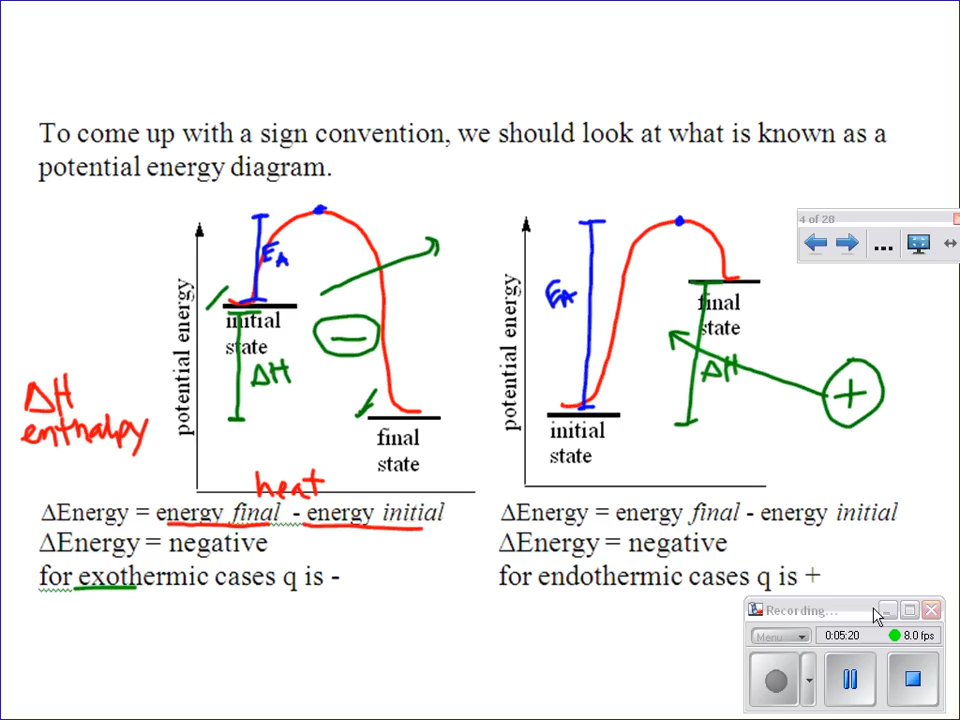 To come up with a sign convention, we should look at what is known as a
potential energy diagram.
4 of 28
...
potential energy
EA
initial
state
−
ΔH
final
state
ΔH
enthalpy
heat
potential energy
EA
final
state
ΔH
+
initial
state
ΔEnergy = energy final - energy initial
ΔEnergy = negative
for exothermic cases q is -
ΔEnergy = energy final - energy initial
ΔEnergy = negative
for endothermic cases q is +
Recording...
Menu
0:05:20
8.0 fps